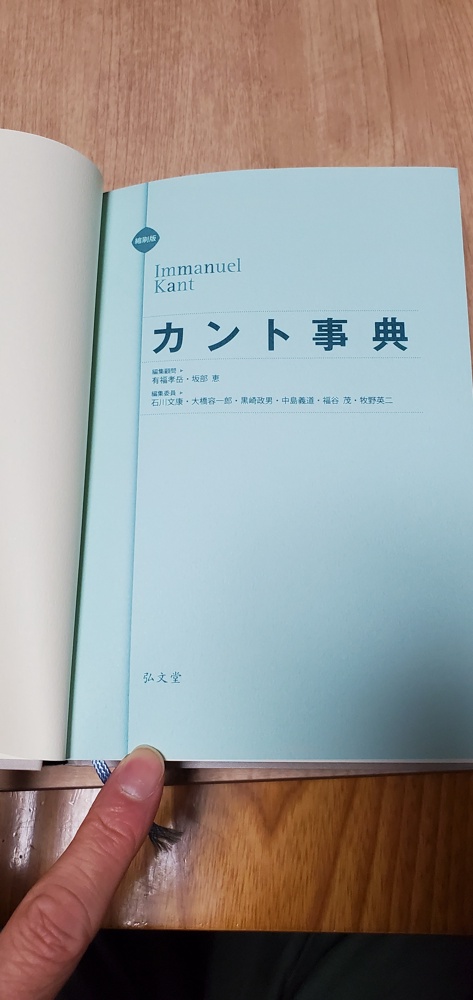 縮刷版
Immanuel
Kant
カント事典
編集顧問
有福孝岳・坂部 恵
編集委員
石川文康・大橋容一郎・黒崎政男・中島義道・福谷 茂・牧野英二
弘文堂